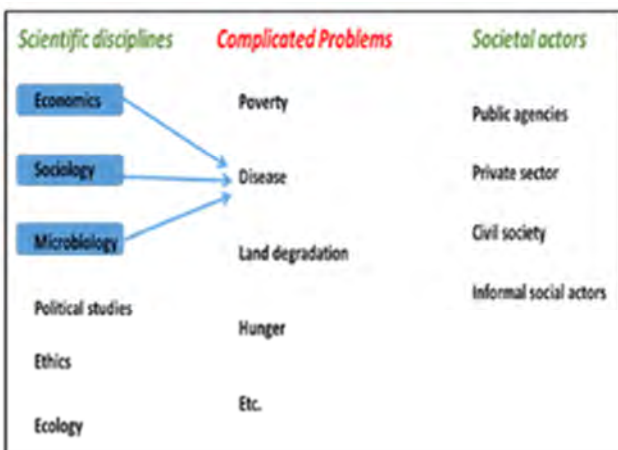 Scientific disciplines
Complicated Problems
Societal actors
Economics
Sociology
Microbiology
Political studies
Ethics
Ecology
Poverty
Disease
Land degradation
Hunger
Etc.
Public agencies
Private sector
Civil society
Informal social actors